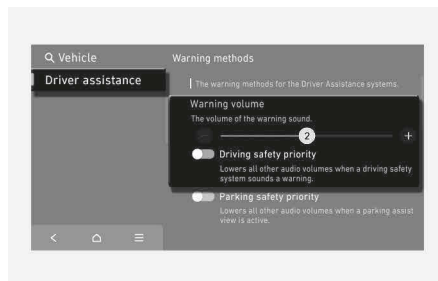 Vehicle
Warning methods
Driver assistance
The warning methods for the Driver Assistance systems.
Warning volume
The volume of the warning sound.
2
Driving safety priority
Lowers all other audio volumes when a driving safety
system sounds a warning.
Parking safety priority
Lowers all other audio volumes when a parking assist
view is active.